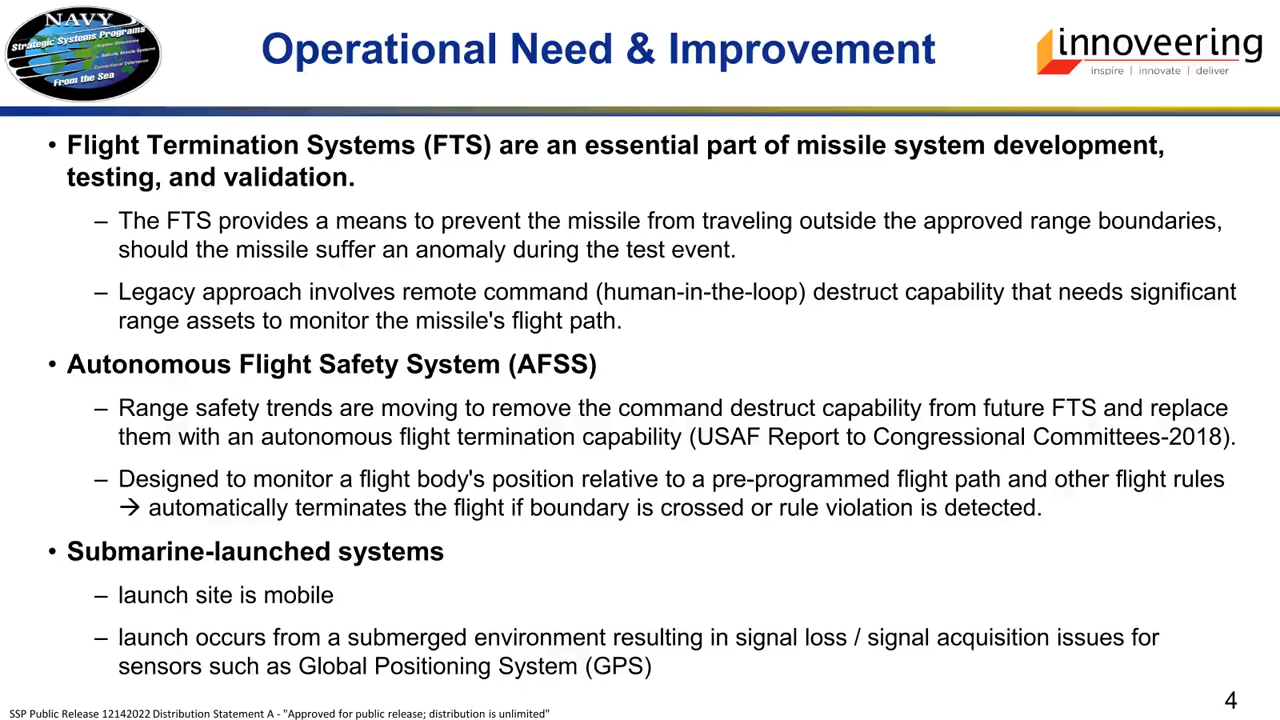 NAVY
Strategic Systems Programs
Nuclear Deterrence
Ballistic Missile Systems
Conventional Deterrence
From the Sea
Operational Need & Improvement
innoveering
inspire | innovate | deliver
• Flight Termination Systems (FTS) are an essential part of missile system development,
testing, and validation.
– The FTS provides a means to prevent the missile from traveling outside the approved range boundaries,
should the missile suffer an anomaly during the test event.
– Legacy approach involves remote command (human-in-the-loop) destruct capability that needs significant
range assets to monitor the missile's flight path.
• Autonomous Flight Safety System (AFSS)
– Range safety trends are moving to remove the command destruct capability from future FTS and replace
them with an autonomous flight termination capability (USAF Report to Congressional Committees-2018).
– Designed to monitor a flight body's position relative to a pre-programmed flight path and other flight rules
→ automatically terminates the flight if boundary is crossed or rule violation is detected.
• Submarine-launched systems
– launch site is mobile
– launch occurs from a submerged environment resulting in signal loss / signal acquisition issues for
sensors such as Global Positioning System (GPS)
4
SSP Public Release 12142022 Distribution Statement A - "Approved for public release; distribution is unlimited"